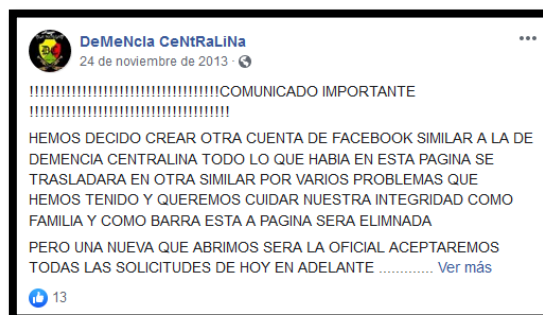 DeMeNcIa CeNtRaLiNa
24 de noviembre de 2013 ·
!!!!!!!!!!!!!!!!!!!!!!!!!!!!!!!!!!!!COMUNICADO IMPORTANTE
!!!!!!!!!!!!!!!!!!!!!!!!!!!!!!!!!!!!!!
HEMOS DECIDO CREAR OTRA CUENTA DE FACEBOOK SIMILAR A LA DE
DEMENCIA CENTRALINA TODO LO QUE HABIA EN ESTA PAGINA SE
TRASLADARA EN OTRA SIMILAR POR VARIOS PROBLEMAS QUE
HEMOS TENIDO Y QUEREMOS CUIDAR NUESTRA INTEGRIDAD COMO
FAMILIA Y COMO BARRA ESTA A PAGINA SERA ELIMNADA
PERO UNA NUEVA QUE ABRIMOS SERA LA OFICIAL ACEPTAREMOS
TODAS LAS SOLICITUDES DE HOY EN ADELANTE ............. Ver más
13